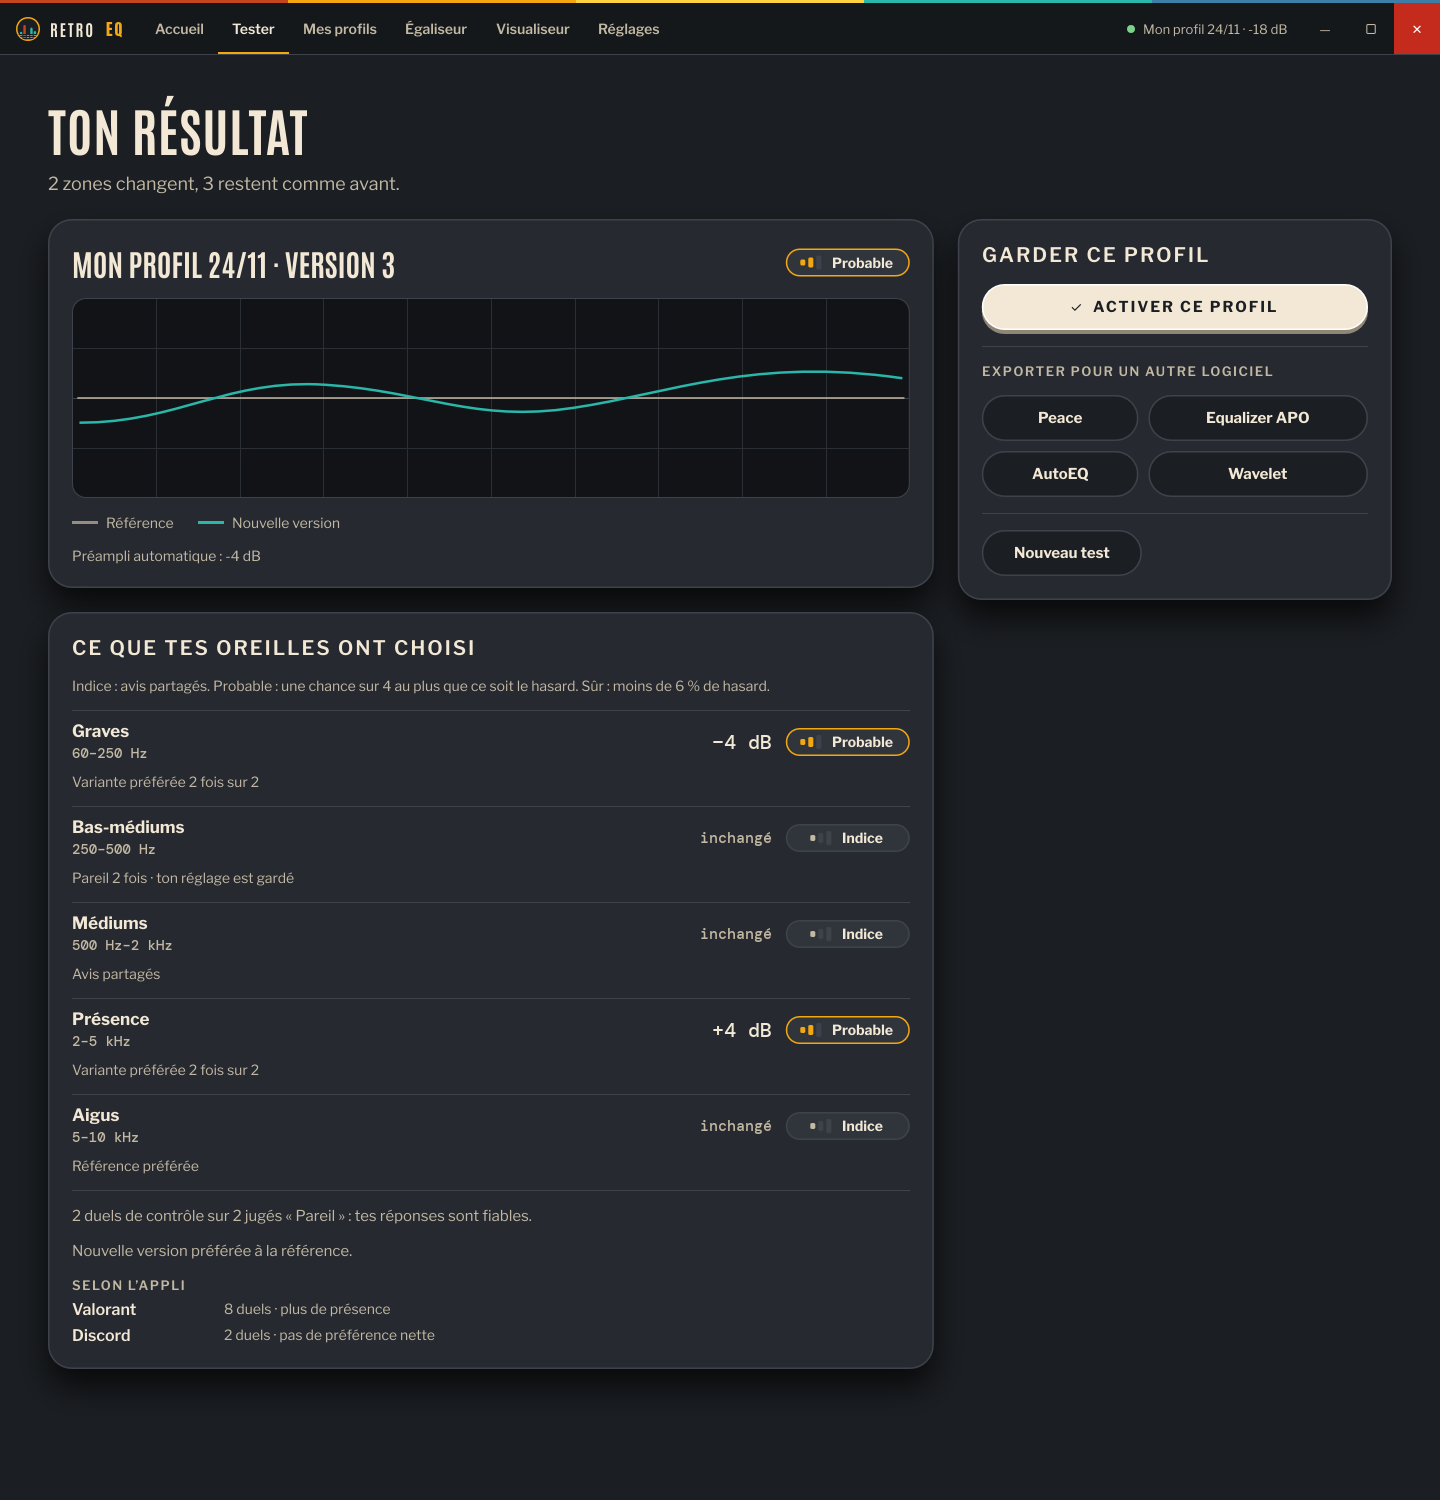 RETRO EQ
Accueil
Tester
Mes profils
Égaliseur
Visualiseur
Réglages
Mon profil 24/11 · -18 dB
TON RÉSULTAT
2 zones changent, 3 restent comme avant.
MON PROFIL 24/11 · VERSION 3
Probable
Référence
Nouvelle version
Préampli automatique : -4 dB
GARDER CE PROFIL
✓ ACTIVER CE PROFIL
EXPORTER POUR UN AUTRE LOGICIEL
Peace
Equalizer APO
AutoEQ
Wavelet
Nouveau test
CE QUE TES OREILLES ONT CHOISI
Indice : avis partagés. Probable : une chance sur 4 au plus que ce soit le hasard. Sûr : moins de 6 % de hasard.
Graves
60–250 Hz
−4 dB
Probable
Variante préférée 2 fois sur 2
Bas-médiums
250–500 Hz
inchangé
Indice
Pareil 2 fois · ton réglage est gardé
Médiums
500 Hz–2 kHz
inchangé
Indice
Avis partagés
Présence
2–5 kHz
+4 dB
Probable
Variante préférée 2 fois sur 2
Aigus
5–10 kHz
inchangé
Indice
Référence préférée
2 duels de contrôle sur 2 jugés « Pareil » : tes réponses sont fiables.
Nouvelle version préférée à la référence.
SELON L'APPLI
Valorant
8 duels · plus de présence
Discord
2 duels · pas de préférence nette